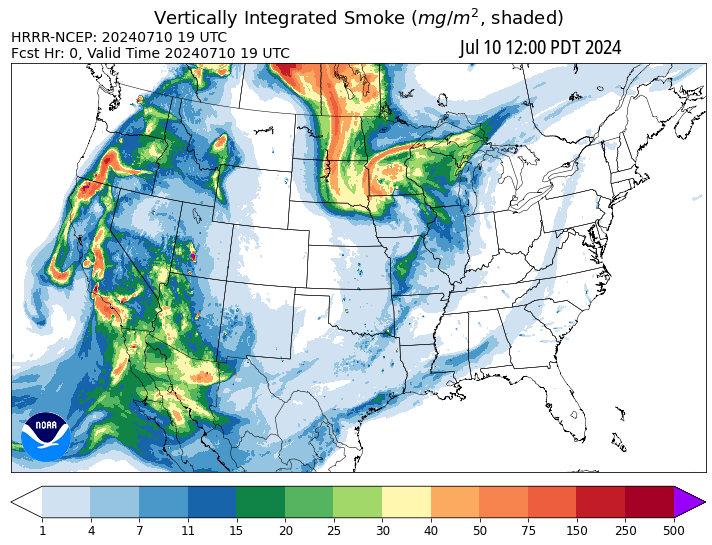 Vertically Integrated Smoke (mg/m², shaded)
HRRR-NCEP: 20240710 19 UTC
Fcst Hr: 0, Valid Time 20240710 19 UTC
Jul 10 12:00 PDT 2024
NOAA
1 4 7 11 15 20 25 30 40 50 75 150 250 500